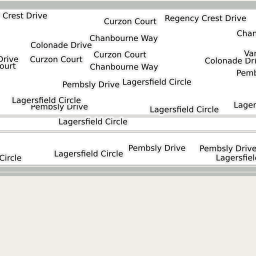 Crest Drive
Regency Crest Drive
Curzon Court
Chan
Chanbourne Way
Colonade Drive
Curzon Court
Van
Drive
Curzon Court
Colonade Dri
ourt
Chanbourne Way
Pemb
Pembsly Drive
Lagersfield Circle
Lagersfield Circle
Pembsly Drive
Lagersfield Circle
Lager
Lagersfield Circle
Pembsly Drive
Pembsly Drive
Lagersfield Circle
Circle
Lagersfiel